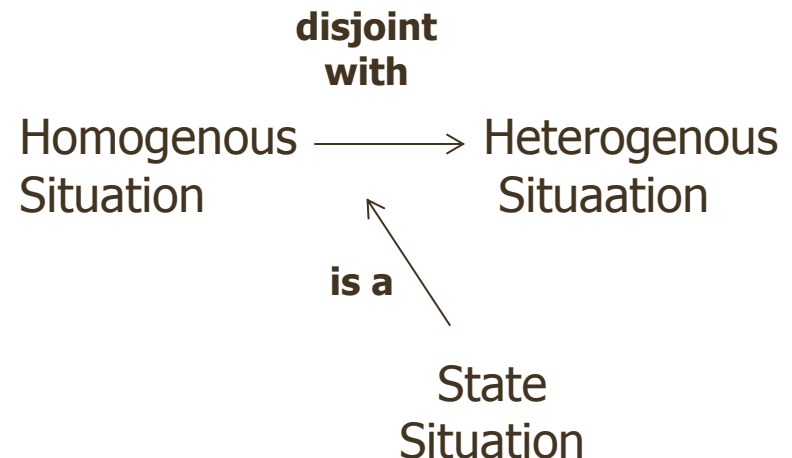 disjoint
with
Homogenous Heterogenous
Situation Situaation
is a
State
Situation